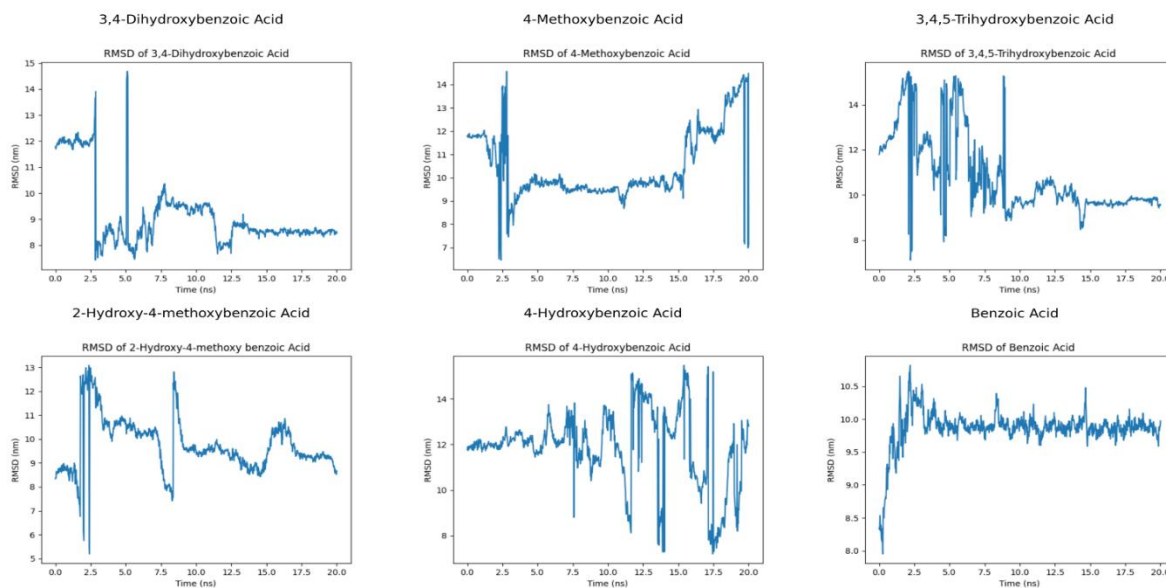 3,4-Dihydroxybenzoic Acid
4-Methoxybenzoic Acid
3,4,5-Trihydroxybenzoic Acid
RMSD of 3,4-Dihydroxybenzoic Acid
RMSD of 4-Methoxybenzoic Acid
RMSD of 3,4,5-Trihydroxybenzoic Acid
15
14
13
12
11
10
9
8
RMSD (nm)
0.0 2.5 5.0 7.5 10.0 12.5 15.0 17.5 20.0
Time (ns)
14
13
12
11
10
9
8
7
RMSD (nm)
0.0 2.5 5.0 7.5 10.0 12.5 15.0 17.5 20.0
Time (ns)
14
12
10
8
RMSD (nm)
0.0 2.5 5.0 7.5 10.0 12.5 15.0 17.5 20.0
Time (ns)
2-Hydroxy-4-methoxybenzoic Acid
4-Hydroxybenzoic Acid
Benzoic Acid
RMSD of 2-Hydroxy-4-methoxy benzoic Acid
RMSD of 4-Hydroxybenzoic Acid
RMSD of Benzoic Acid
13
12
11
10
9
8
7
6
5
RMSD (nm)
0.0 2.5 5.0 7.5 10.0 12.5 15.0 17.5 20.0
Time (ns)
14
12
10
8
RMSD (nm)
0.0 2.5 5.0 7.5 10.0 12.5 15.0 17.5 20.0
Time (ns)
10.5
10.0
9.5
9.0
8.5
8.0
RMSD (nm)
0.0 2.5 5.0 7.5 10.0 12.5 15.0 17.5 20.0
Time (ns)